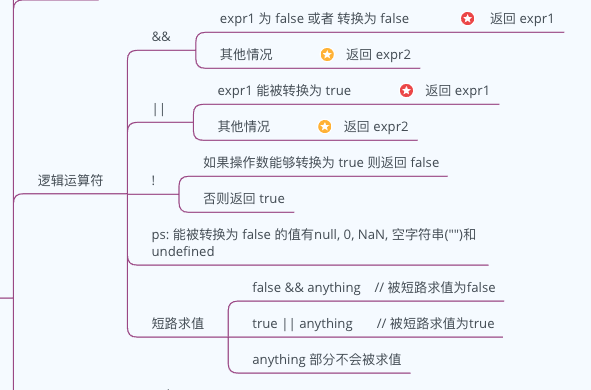 expr1 为 false 或者 转换为 false 返回 expr1
&&
其他情况 返回 expr2
expr1 能被转换为 true 返回 expr1
||
其他情况 返回 expr2
如果操作数能够转换为 true 则返回 false
逻辑运算符
!
否则返回 true
ps: 能被转换为 false 的值有null, 0, NaN, 空字符串("")和
undefined
false && anything // 被短路求值为false
短路求值
true || anything // 被短路求值为true
anything 部分不会被求值